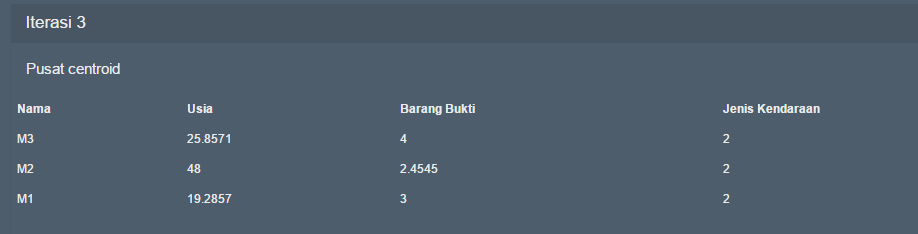 Iterasi 3
Pusat centroid
Nama Usia Barang Bukti Jenis Kendaraan
M3 25.8571 4 2
M2 48 2.4545 2
M1 19.2857 3 2